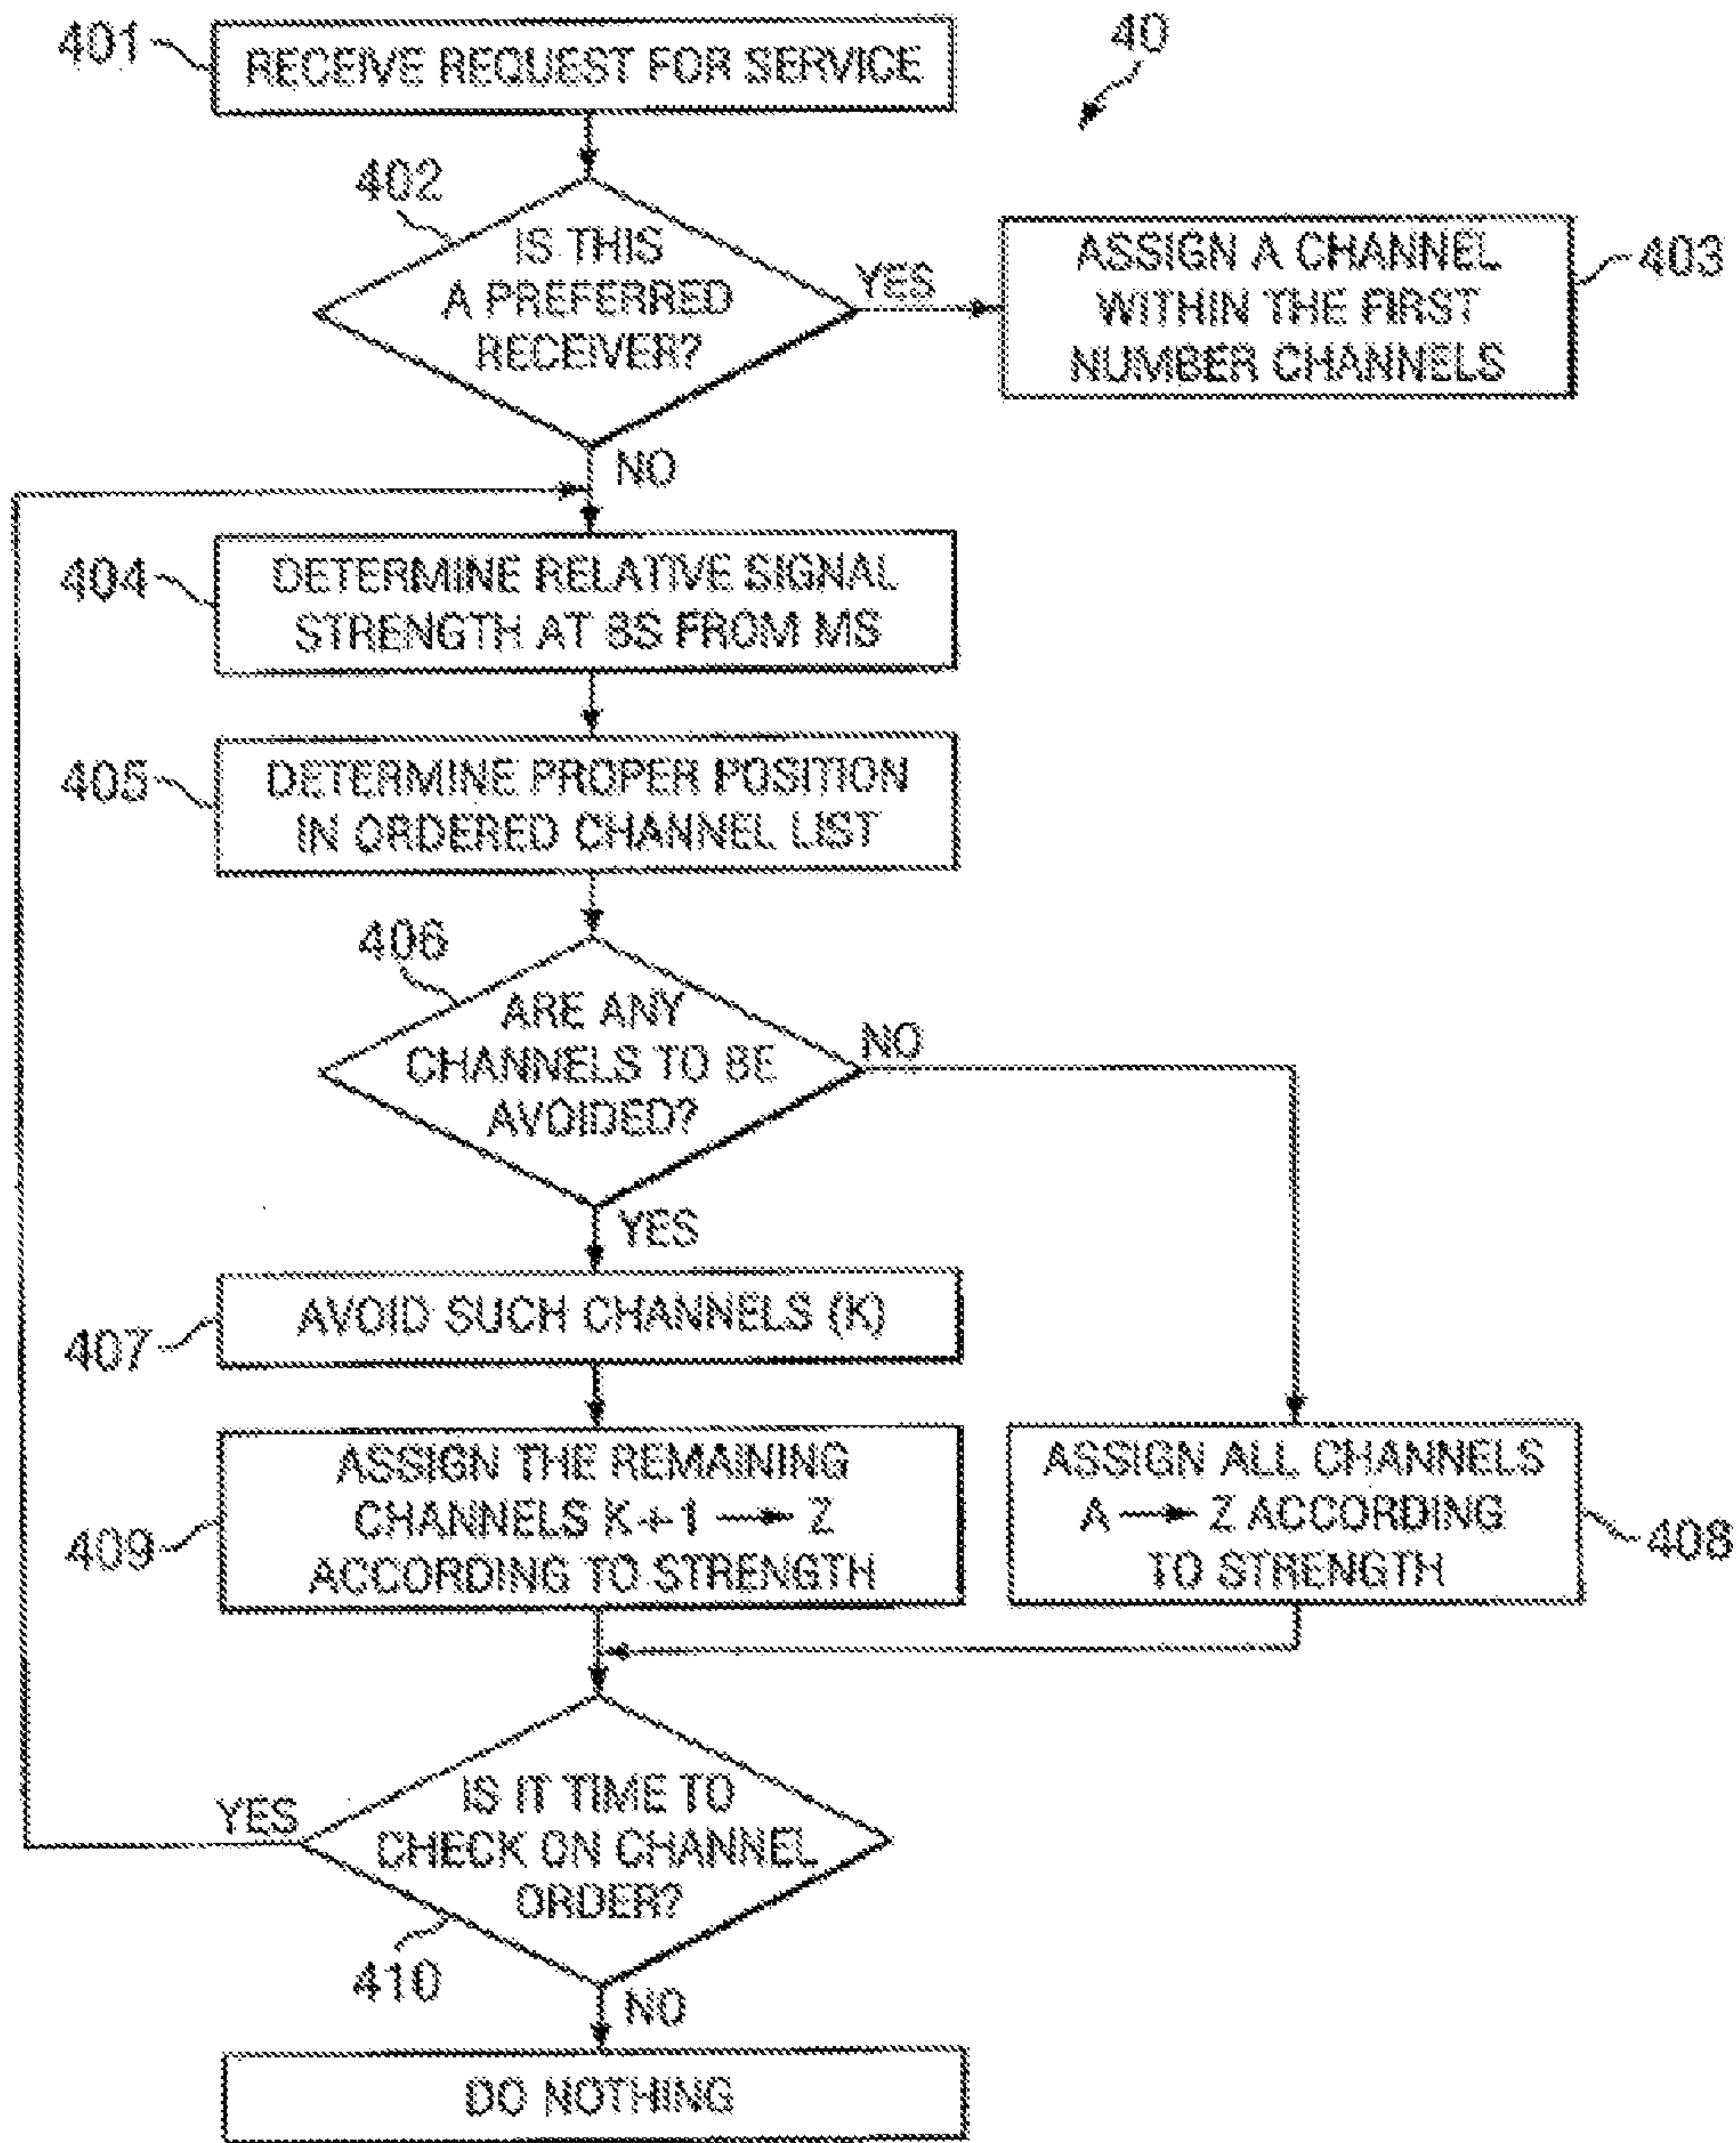 40
401
RECEIVE REQUEST FOR SERVICE
402
IS THIS
A PREFERRED
RECEIVER?
YES
ASSIGN A CHANNEL
WITHIN THE FIRST
NUMBER CHANNELS
403
NO
404
DETERMINE RELATIVE SIGNAL
STRENGTH AT BS FROM MS
405
DETERMINE PROPER POSITION
IN ORDERED CHANNEL LIST
406
ARE ANY
CHANNELS TO BE
AVOIDED?
NO
YES
407
AVOID SUCH CHANNELS (K)
409
ASSIGN THE REMAINING
CHANNELS K+1 → Z
ACCORDING TO STRENGTH
ASSIGN ALL CHANNELS
A → Z ACCORDING
TO STRENGTH
408
YES
IS IT TIME TO
CHECK ON CHANNEL
ORDER?
410
NO
DO NOTHING